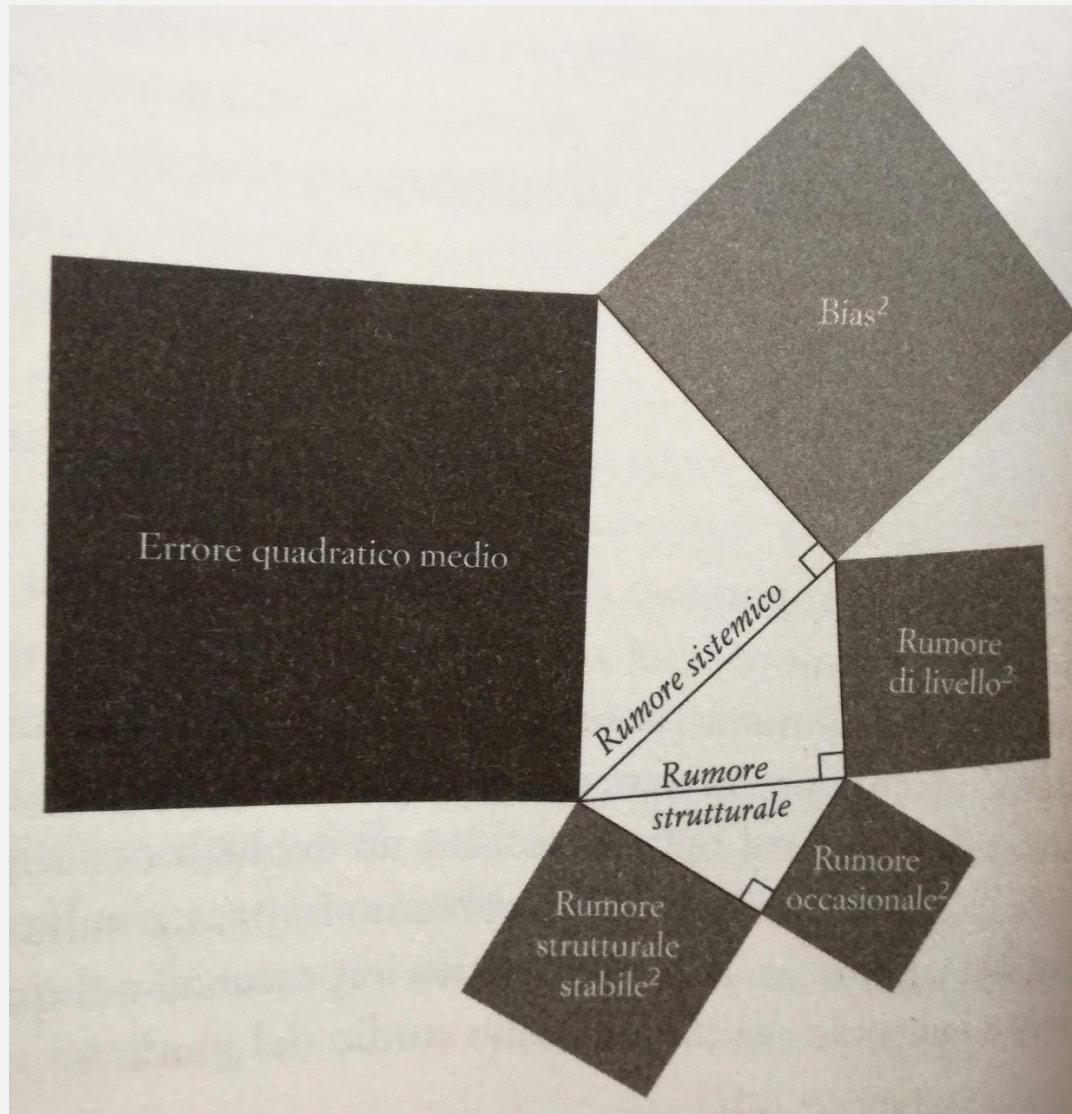 Bias²
Errore quadratico medio
Rumore sistemico
Rumore
di livello²
Rumore
strutturale
Rumore
occasionale²
Rumore
strutturale
stabile²